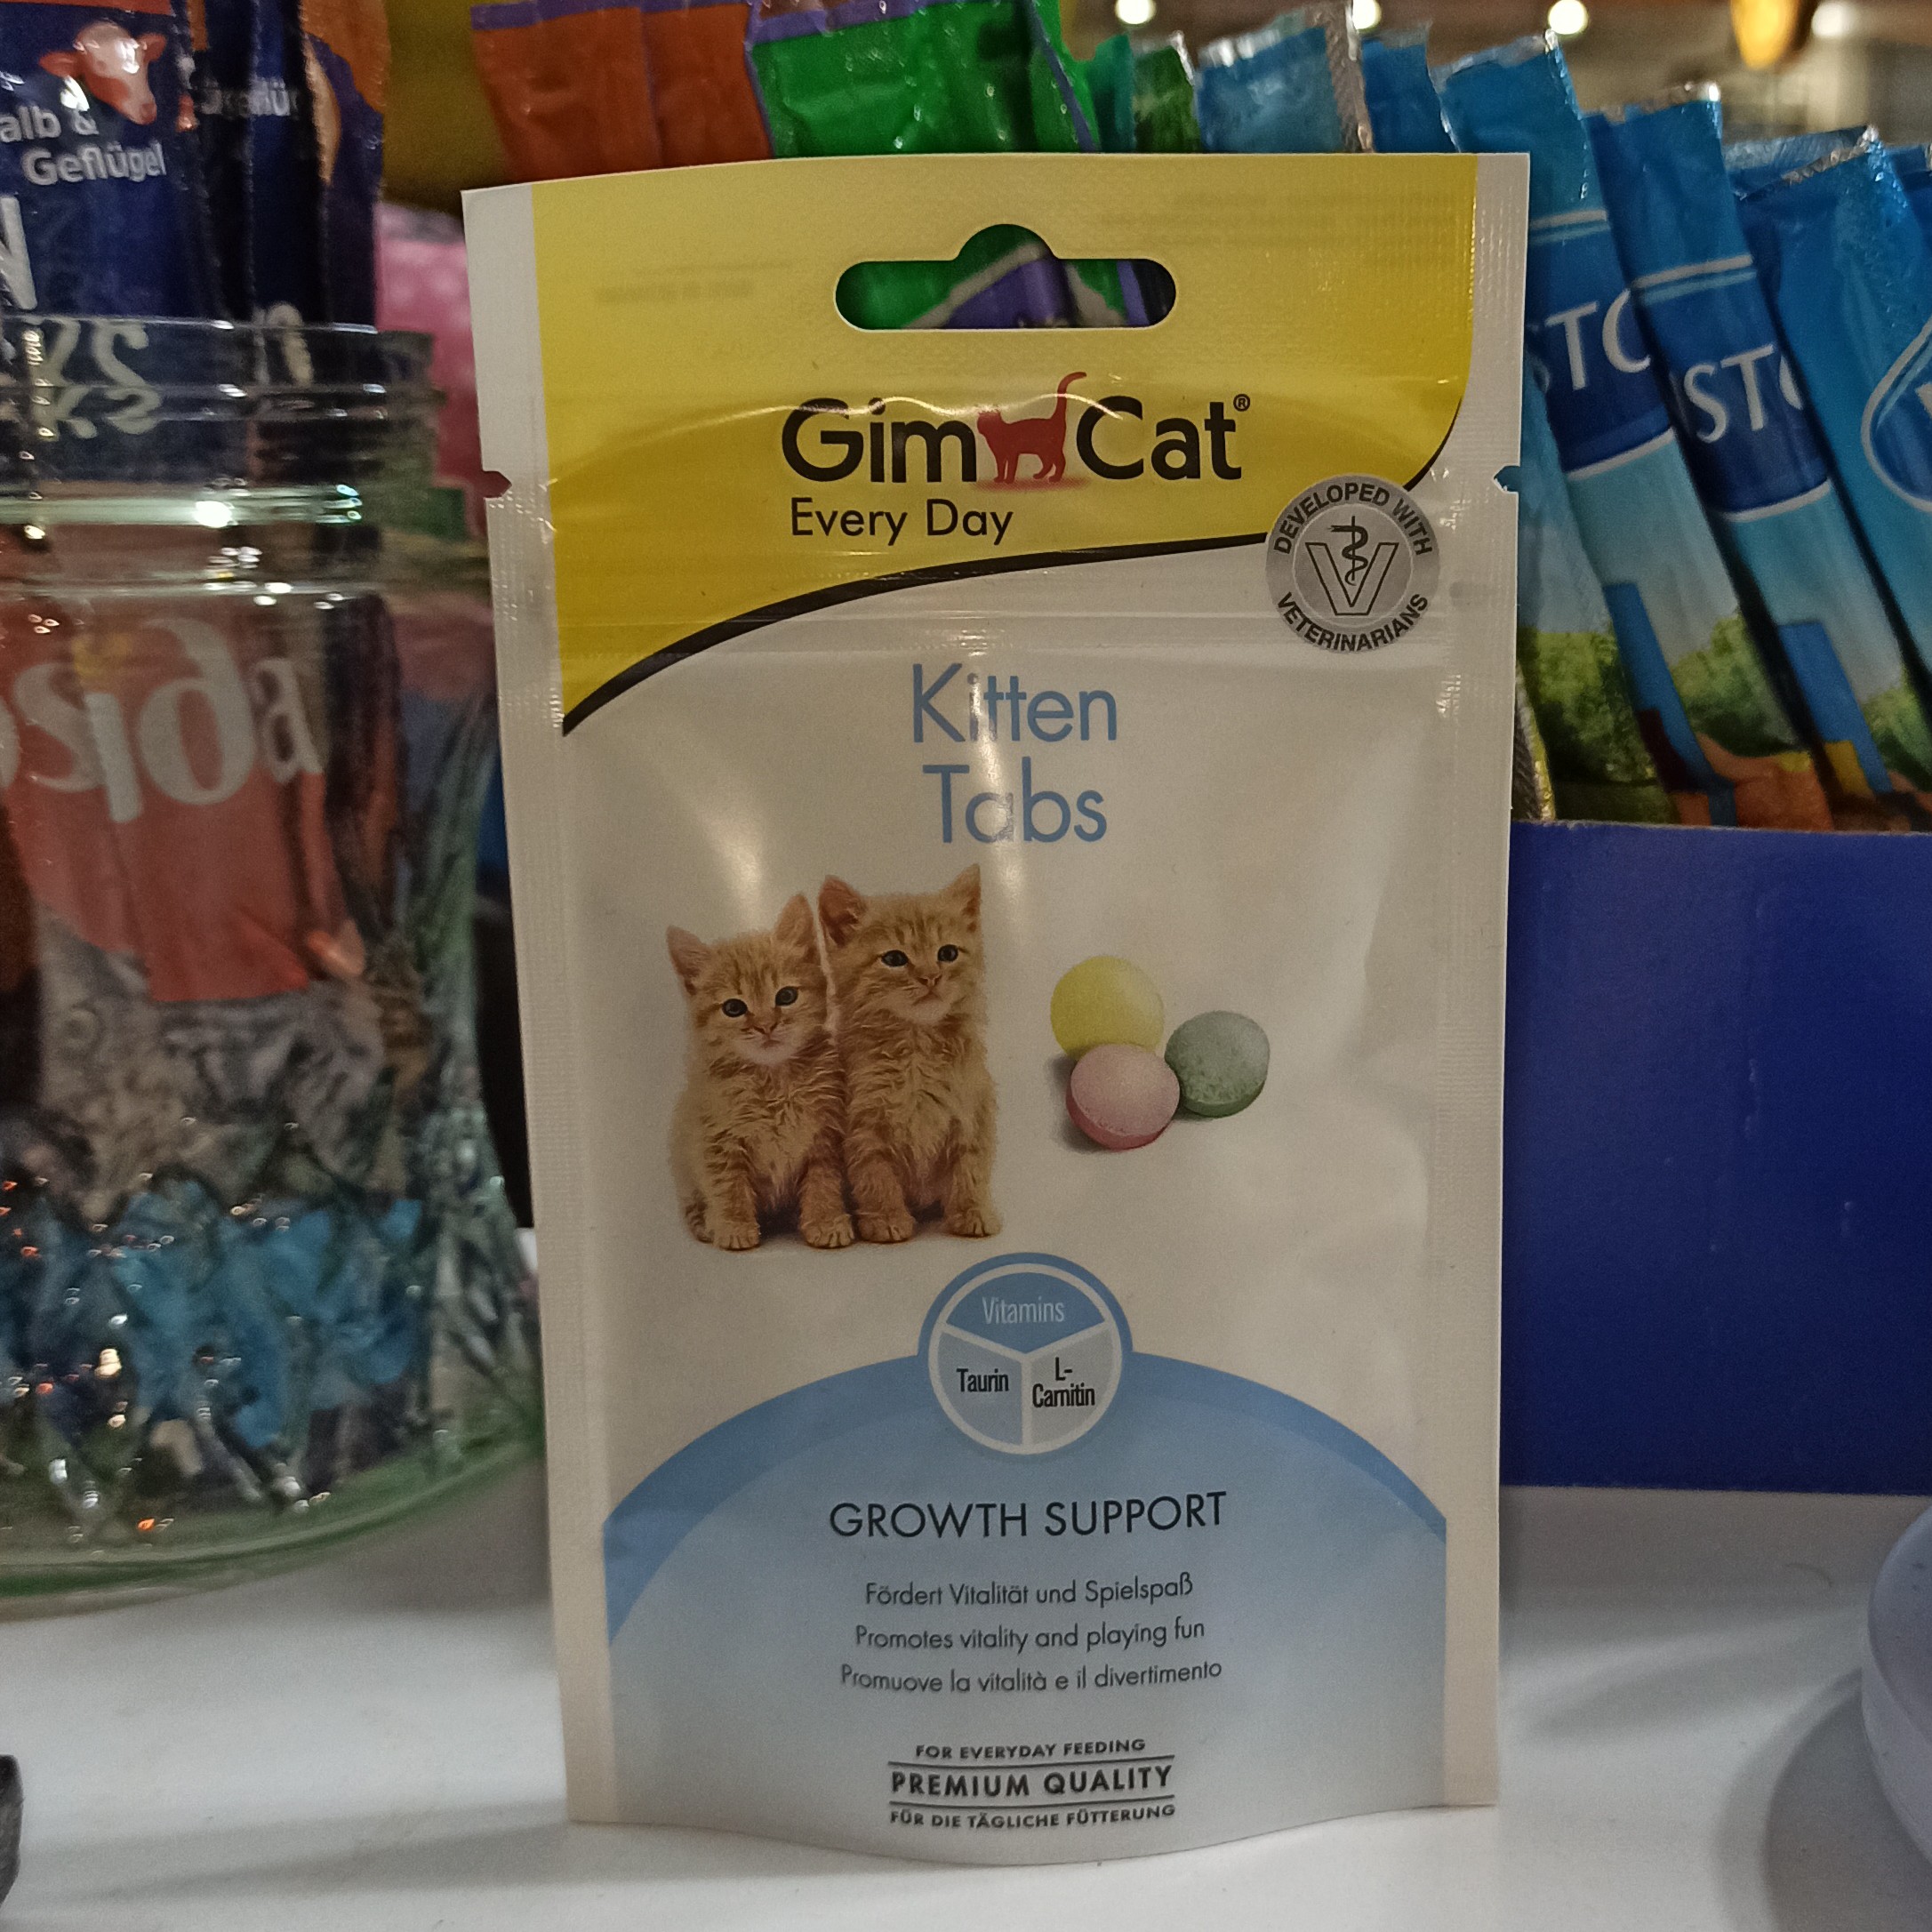 Geflügel
GimCat®
Every Day
DEVELOPED WITH
VETERINARIANS
Kitten
Tabs
Vitamins
Taurin
L-
Carnitin
GROWTH SUPPORT
Fördert Vitalität und Spielspaß
Promotes vitality and playing fun
Promuove la vitalità e il divertimento
FOR EVERYDAY FEEDING
PREMIUM QUALITY
FÜR DIE TÄGLICHE FÜTTERUNG